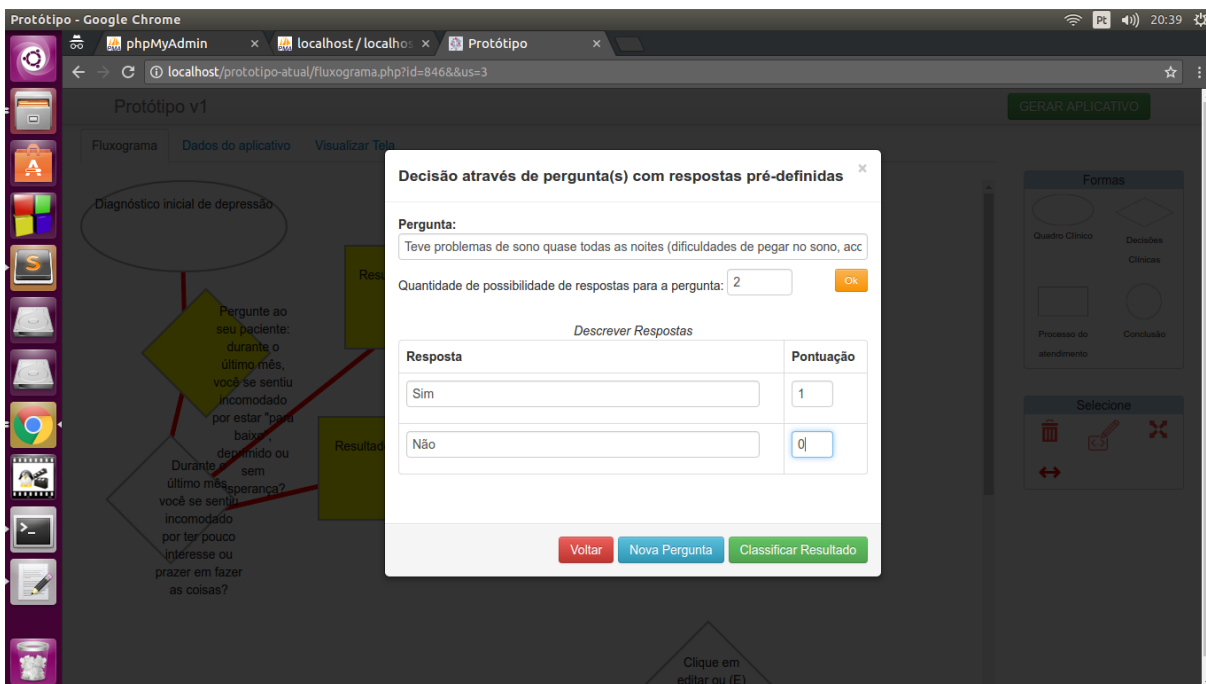 Protótipo - Google Chrome
Pt
20:39
phpMyAdmin
localhost / localhos
Protótipo
localhost/prototipo-atual/fluxograma.php?id=846&&us=3
Protótipo v1
GERAR APLICATIVO
Fluxograma
Dados do aplicativo
Visualizar Tela
Diagnóstico inicial de depressão
Pergunte ao
seu paciente:
durante o
último mês,
você se sentiu
incomodado
por estar "para
baixo",
deprimido ou
sem
esperança?
Durante o
último mês,
você se sentiu
incomodado
por ter pouco
interesse ou
prazer em fazer
as coisas?
Resu
Resultad
Decisão através de pergunta(s) com respostas pré-definidas
×
Pergunta:
Teve problemas de sono quase todas as noites (dificuldades de pegar no sono, acc
Quantidade de possibilidade de respostas para a pergunta: 2
Ok
Descrever Respostas
Resposta
Pontuação
Sim
1
Não
0
Voltar
Nova Pergunta
Classificar Resultado
Formas
Quadro Clínico
Decisões
Clínicas
Processo do
atendimento
Conclusão
Selecione
Clique em
editar ou (E)